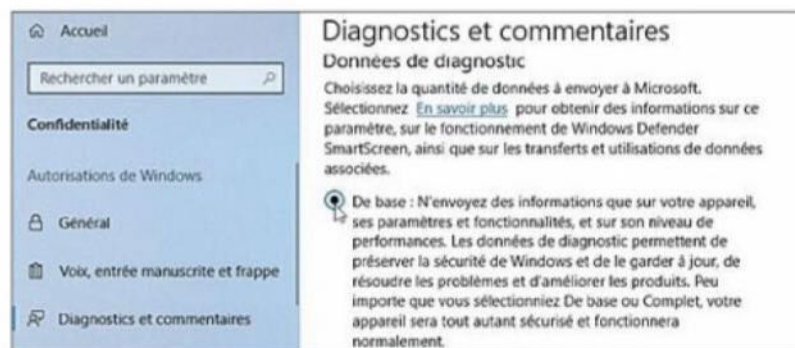 Accueil
Rechercher un paramètre
Confidentialité
Autorisations de Windows
Général
Voix, entrée manuscrite et frappe
Diagnostics et commentaires
Diagnostics et commentaires
Données de diagnostic
Choisissez la quantité de données à envoyer à Microsoft.
Sélectionnez En savoir plus pour obtenir des informations sur ce
paramètre, sur le fonctionnement de Windows Defender
SmartScreen, ainsi que sur les transferts et utilisations de données
associées.
De base : N'envoyez des informations que sur votre appareil,
ses paramètres et fonctionnalités, et sur son niveau de
performances. Les données de diagnostic permettent de
préserver la sécurité de Windows et de le garder à jour, de
résoudre les problèmes et d'améliorer les produits. Peu
importe que vous sélectionniez De base ou Complet, votre
appareil sera tout autant sécurisé et fonctionnera
normalement.